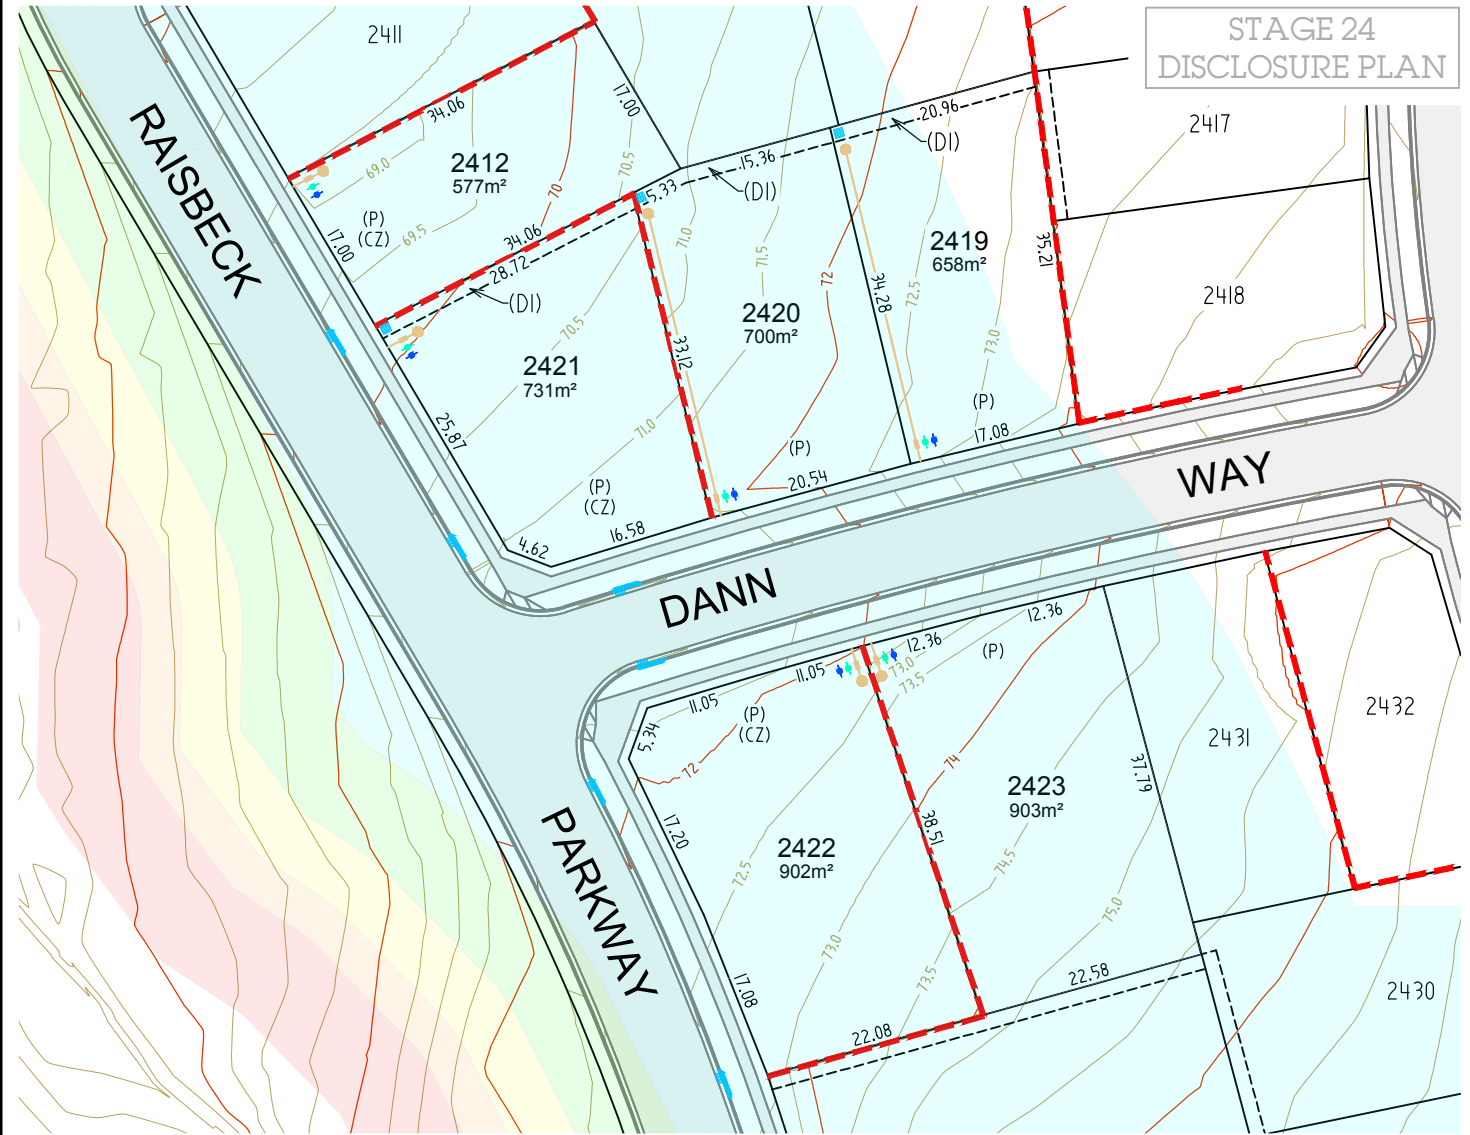 STAGE 24
DISCLOSURE PLAN
2411
RAISBECK
34.06
17.00
2412
577m²
69.0
70.5
70
(P)
(CZ)
17.00
69.5
20.96
(DI)
15.36
(DI)
5.33
2417
34.06
28.72
(DI)
71.0
71.5
72
34.28
2419
658m²
35.21
72.5
73.0
2418
2420
700m²
33.12
70.5
2421
731m²
71.0
25.87
(P)
17.08
(P)
20.54
(P)
(CZ)
16.58
4.62
WAY
DANN
12.36
12.36
(P)
11.05
11.05
73.0
73.5
(P)
(CZ)
5.34
72
74
2431
2432
37.79
2423
903m²
38.51
17.20
2422
902m²
72.5
74.5
75.0
PARKWAY
73.0
73.5
17.08
22.58
22.08
2430